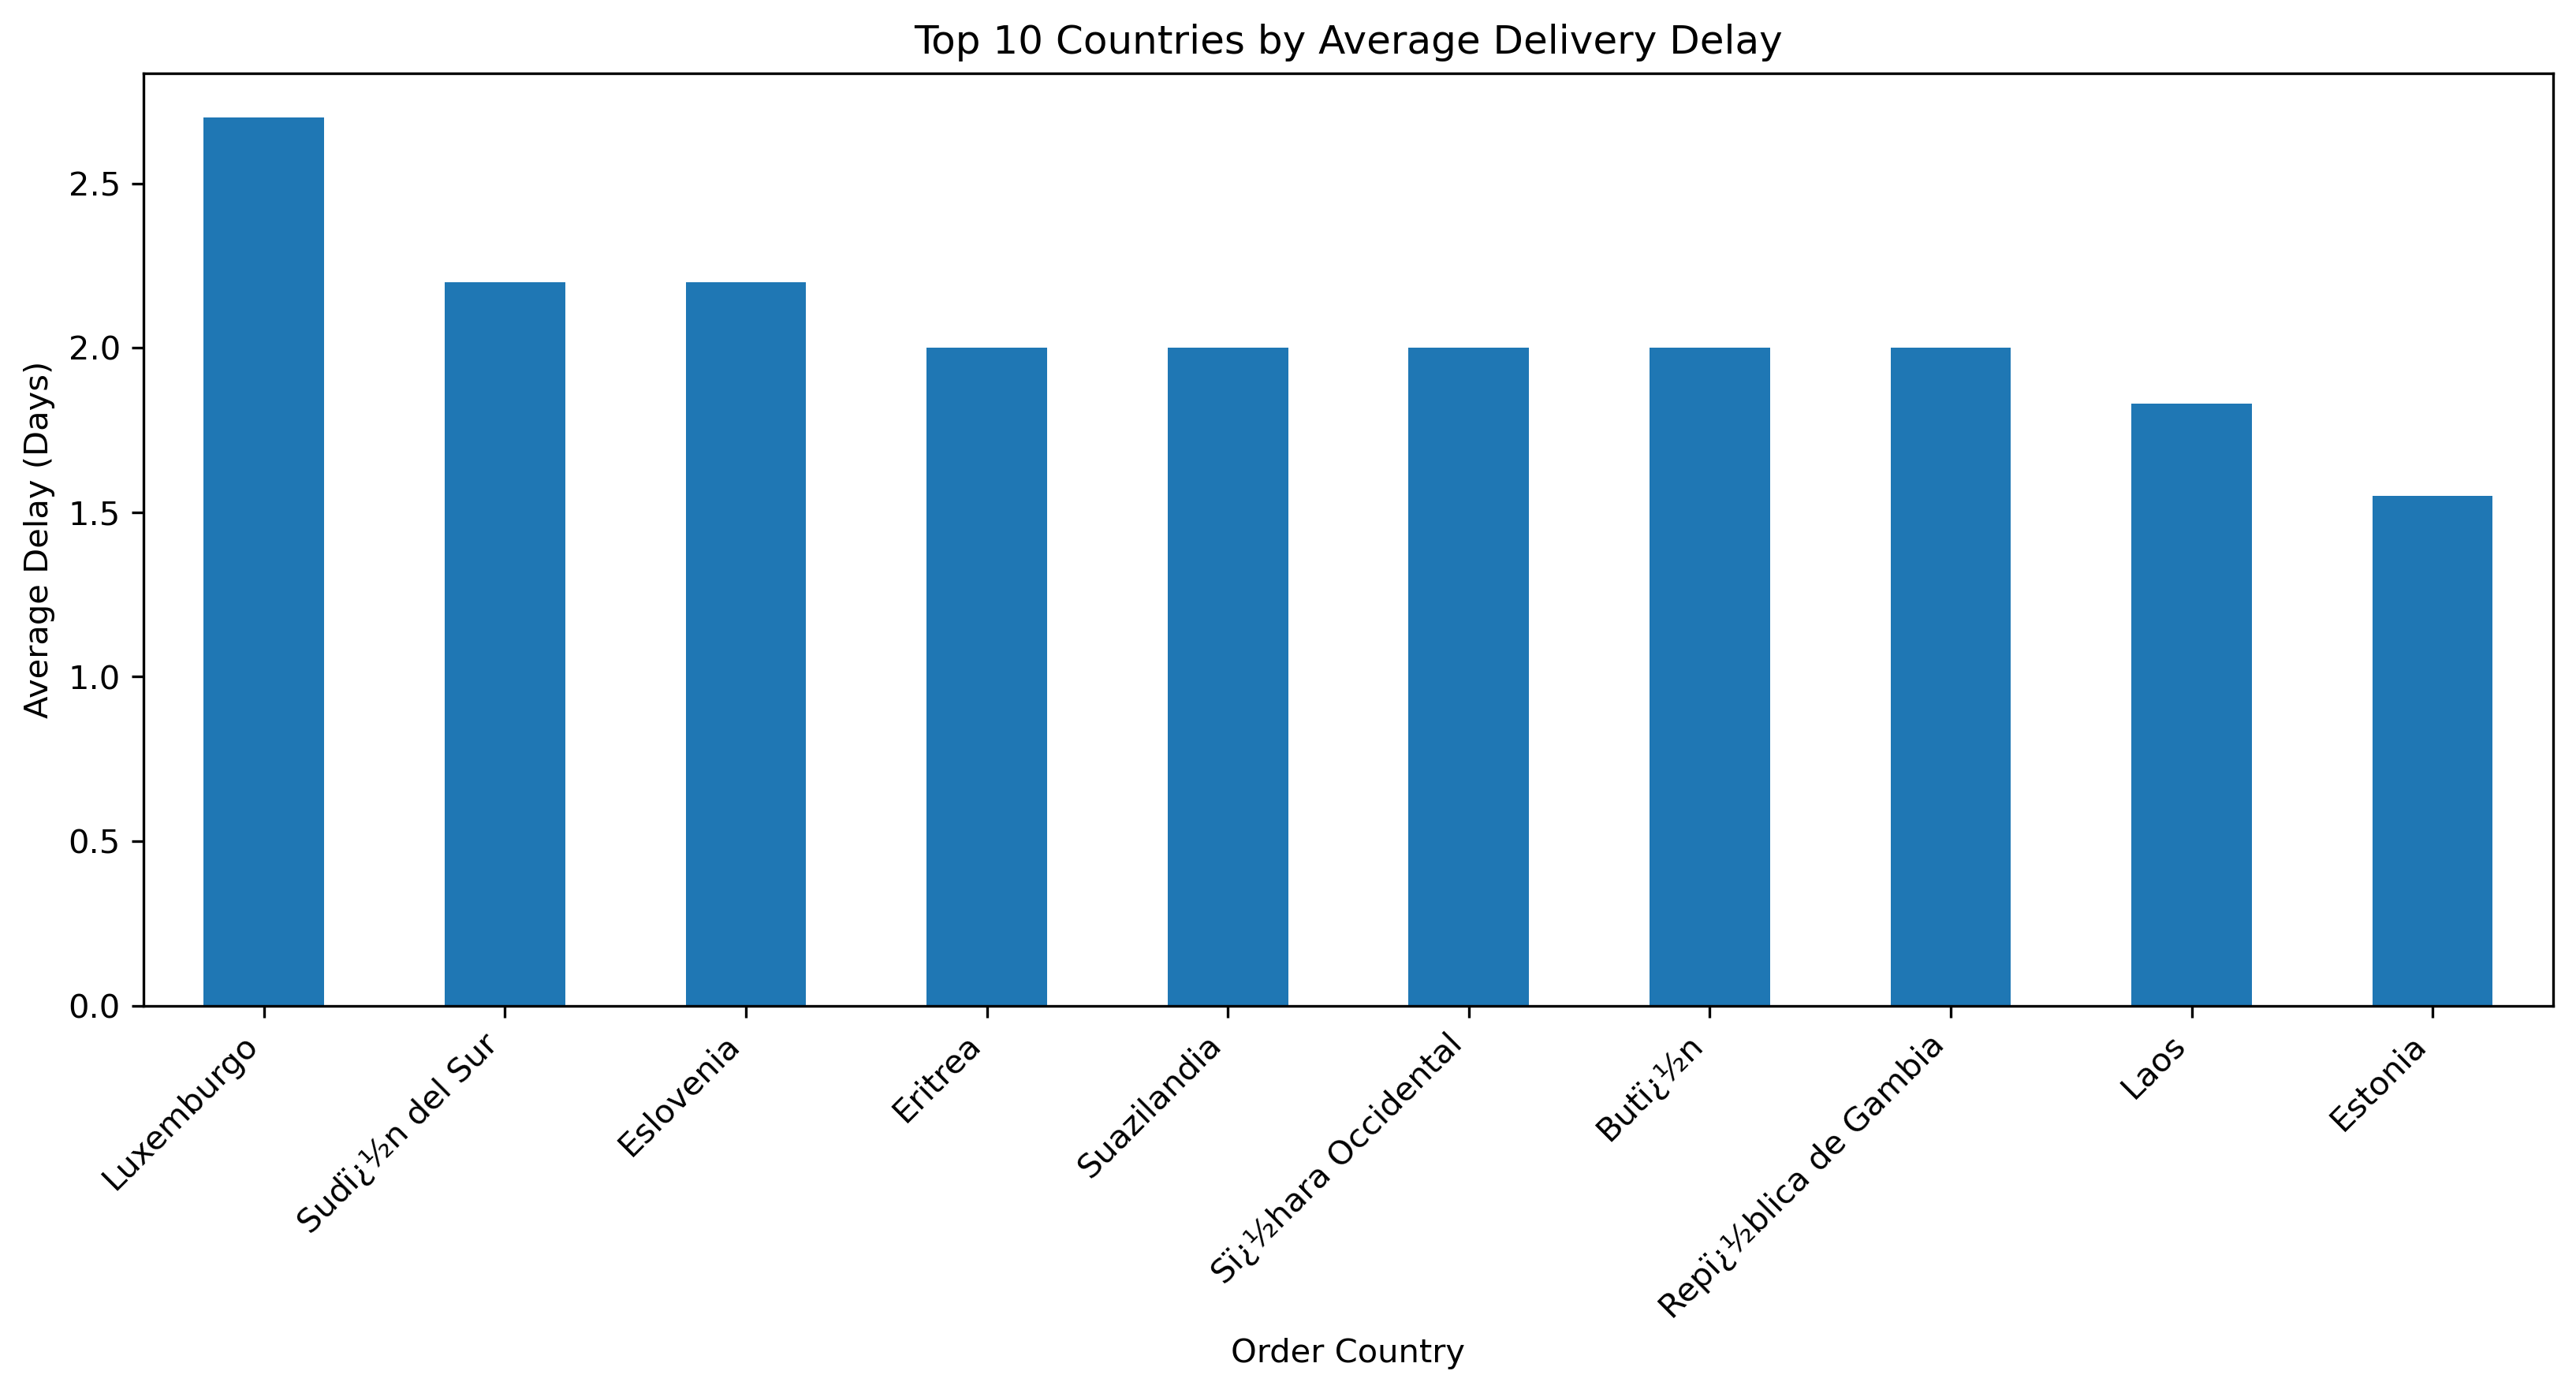 Top 10 Countries by Average Delivery Delay
Average Delay (Days)
2.5
2.0
1.5
1.0
0.5
0.0
Luxemburgo
Sudï¿½n del Sur
Eslovenia
Eritrea
Suazilandia
Sï¿½hara Occidental
Butï¿½n
Repï¿½blica de Gambia
Laos
Estonia
Order Country